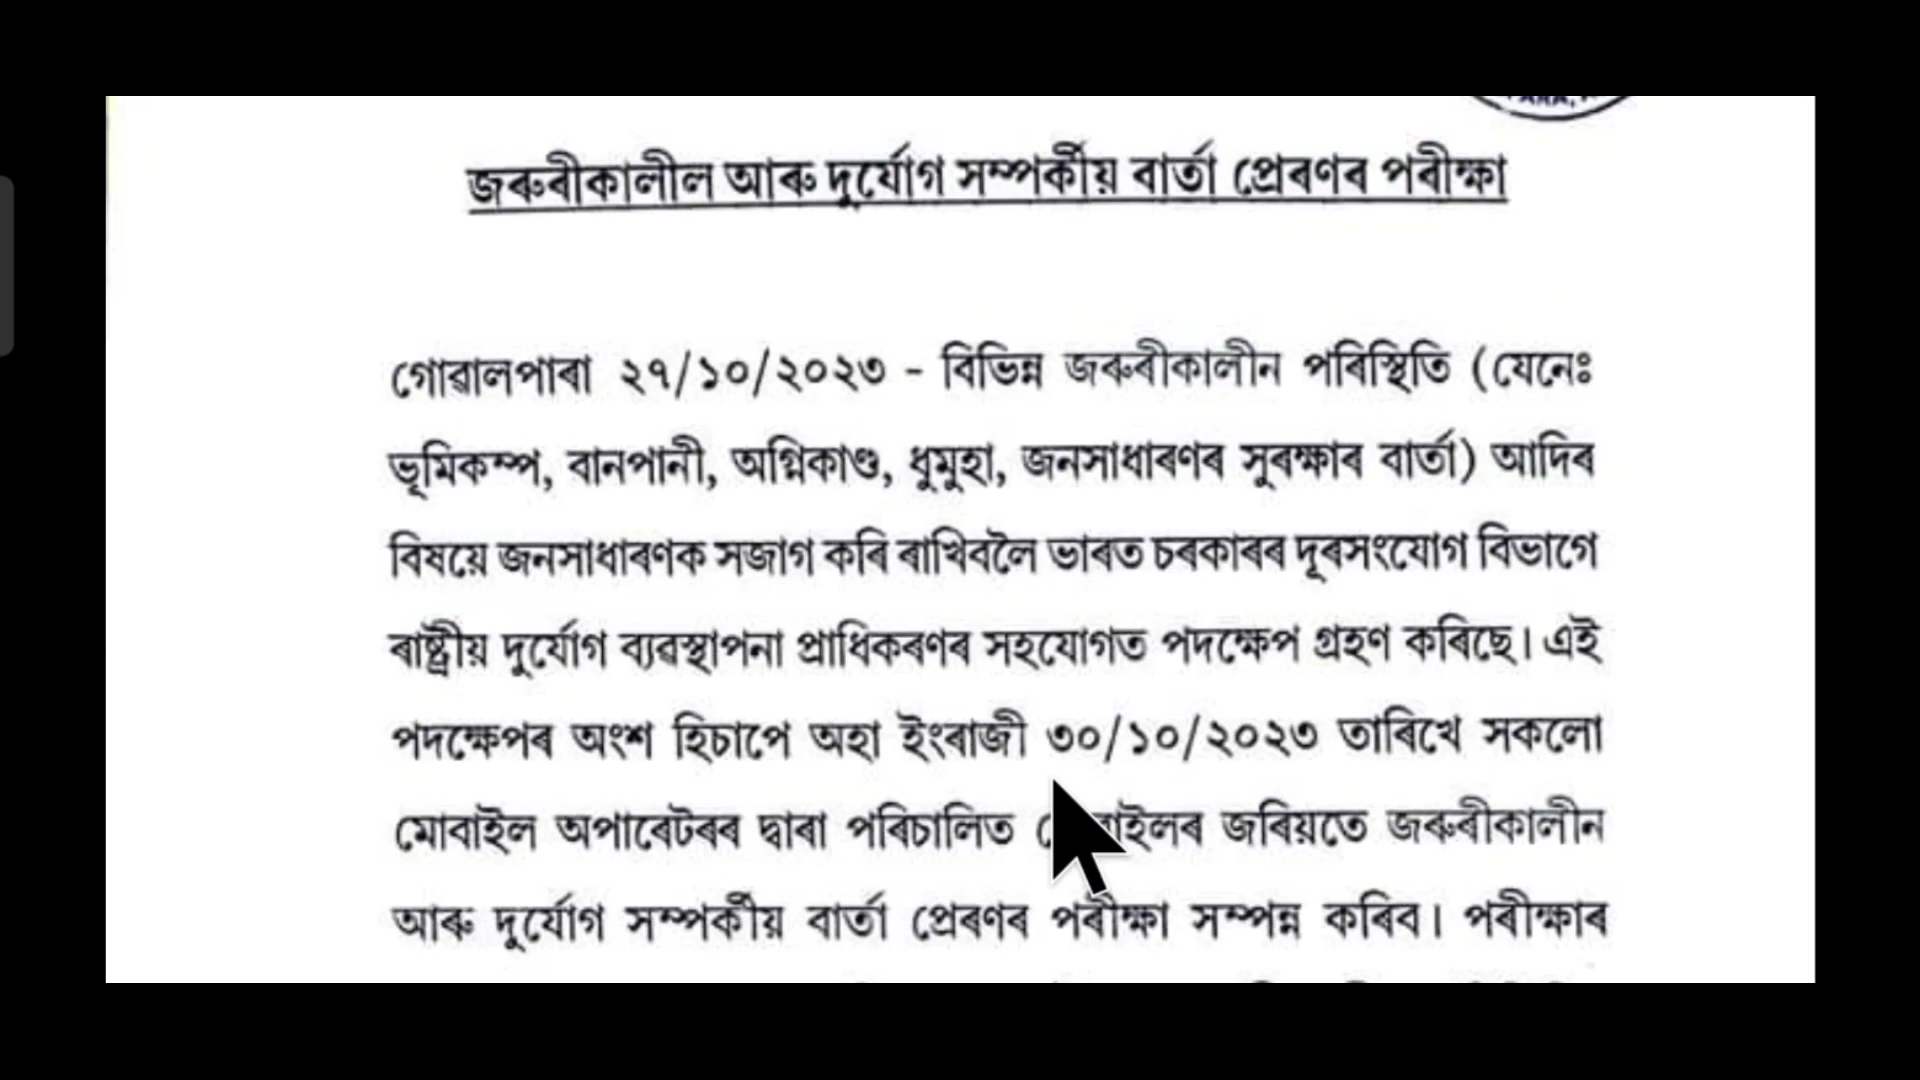 জৰুৰীকালীল আৰু দুৰ্যোগ সম্পৰ্কীয় বাৰ্তা প্ৰেৰণৰ পৰীক্ষা
গোৱালপাৰা ২৭/১০/২০২৩ - বিভিন্ন জৰুৰীকালীন পৰিস্থিতি (যেনেঃ
ভূমিকম্প, বানপানী, অগ্নিকাণ্ড, ধুমুহা, জনসাধাৰণৰ সুৰক্ষাৰ বাৰ্তা) আদিৰ
বিষয়ে জনসাধাৰণক সজাগ কৰি ৰাখিবলৈ ভাৰত চৰকাৰৰ দূৰসংযোগ বিভাগে
ৰাষ্ট্ৰীয় দুৰ্যোগ ব্যৱস্থাপনা প্ৰাধিকৰণৰ সহযোগত পদক্ষেপ গ্ৰহণ কৰিছে। এই
পদক্ষেপৰ অংশ হিচাপে অহা ইংৰাজী ৩০/১০/২০২৩ তাৰিখে সকলো
মোবাইল অপাৰেটৰৰ দ্বাৰা পৰিচালিত জৰিয়তে জৰুৰীকালীন
আৰু দুৰ্যোগ সম্পৰ্কীয় বাৰ্তা প্ৰেৰণৰ পৰীক্ষা সম্পন্ন কৰিব। পৰীক্ষাৰ